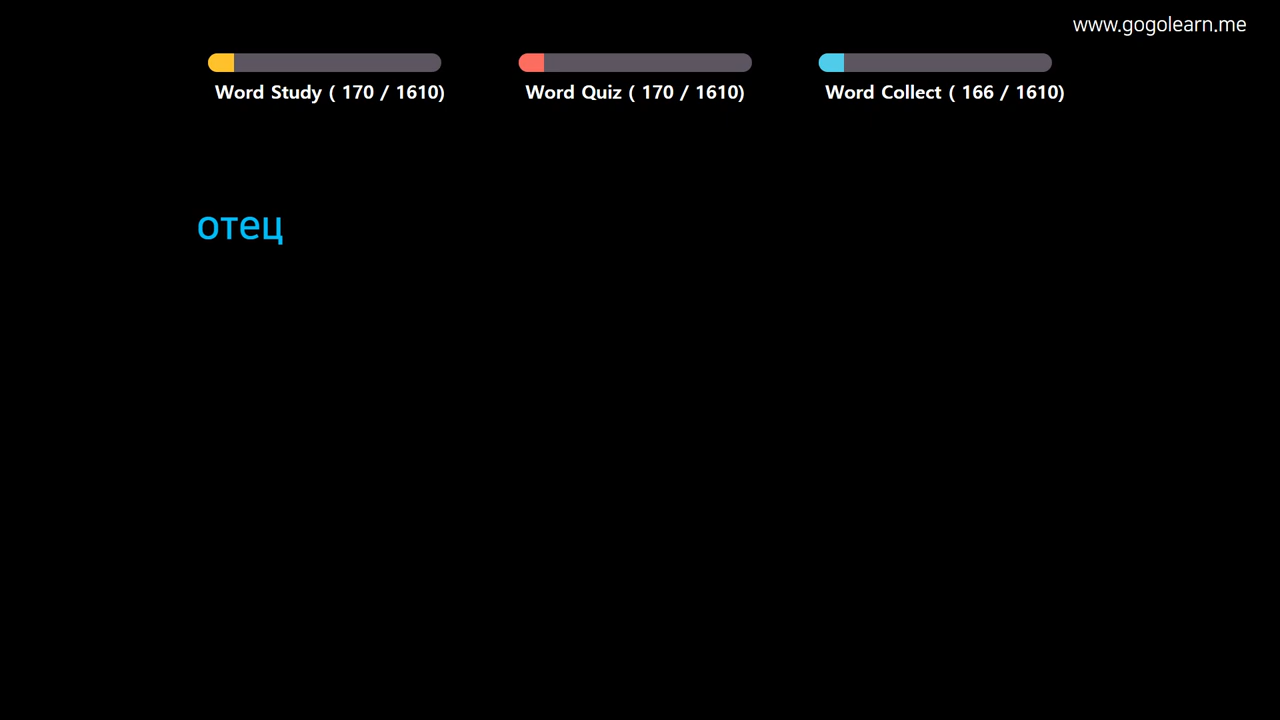 www.gogolearn.me
Word Study ( 170 / 1610)
Word Quiz ( 170 / 1610)
Word Collect ( 166 / 1610)
отец